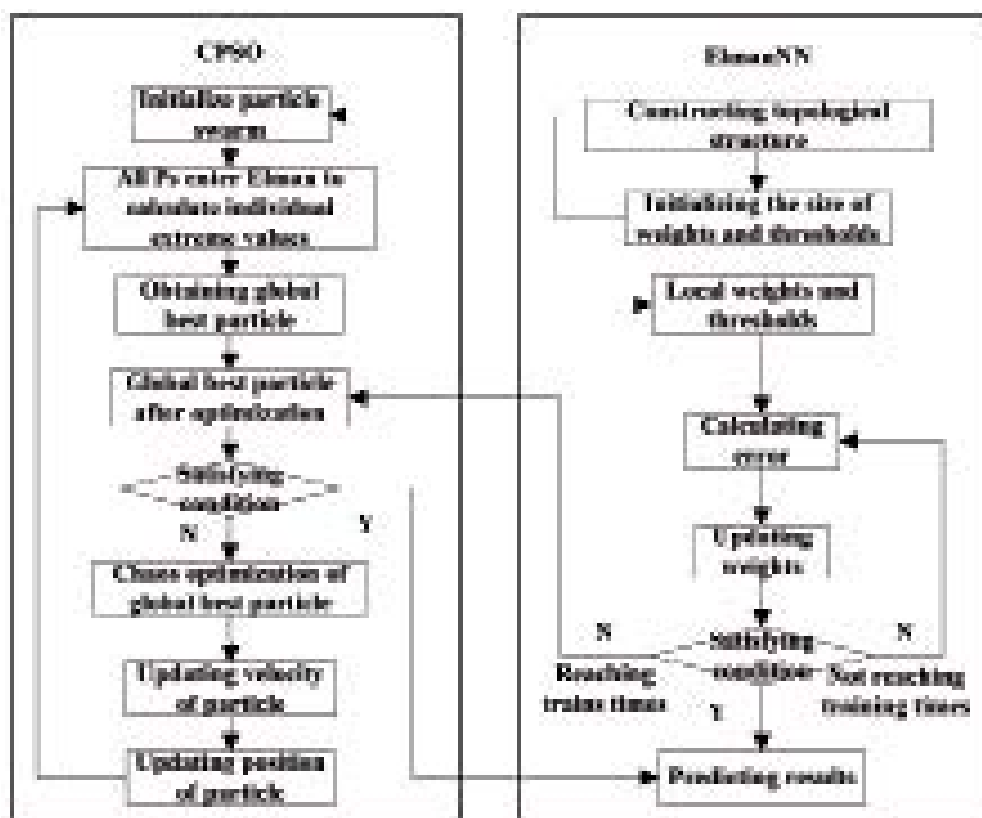 CPSO
Initialize particle
swarm
All Ps enter Elman to
calculate individual
extreme values
Obtaining global
best particle
Global best particle
after optimization
Satisfying
condition
N
Y
Chaos optimization of
global best particle
Updating velocity
of particle
Updating position
of particle
ElmanNN
Constructing topological
structure
Initializing the size of
weights and thresholds
Local weights and
thresholds
Calculating
error
Updating
weights
Satisfying
condition
N
Reaching
trains times
N
Not reaching
training times
Y
Predicting results